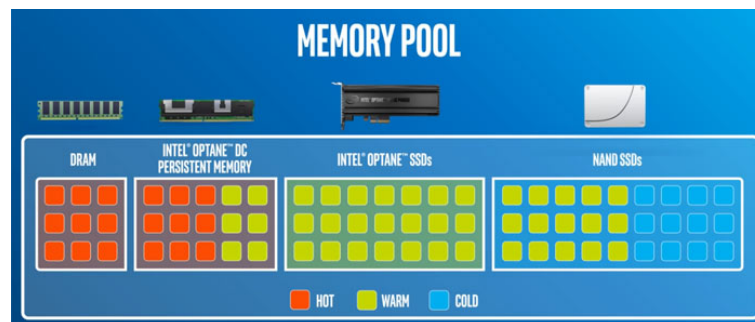 MEMORY POOL
DRAM
INTEL® OPTANE™ DC
PERSISTENT MEMORY
INTEL® OPTANE™ SSDs
NAND SSDs
HOT
WARM
COLD